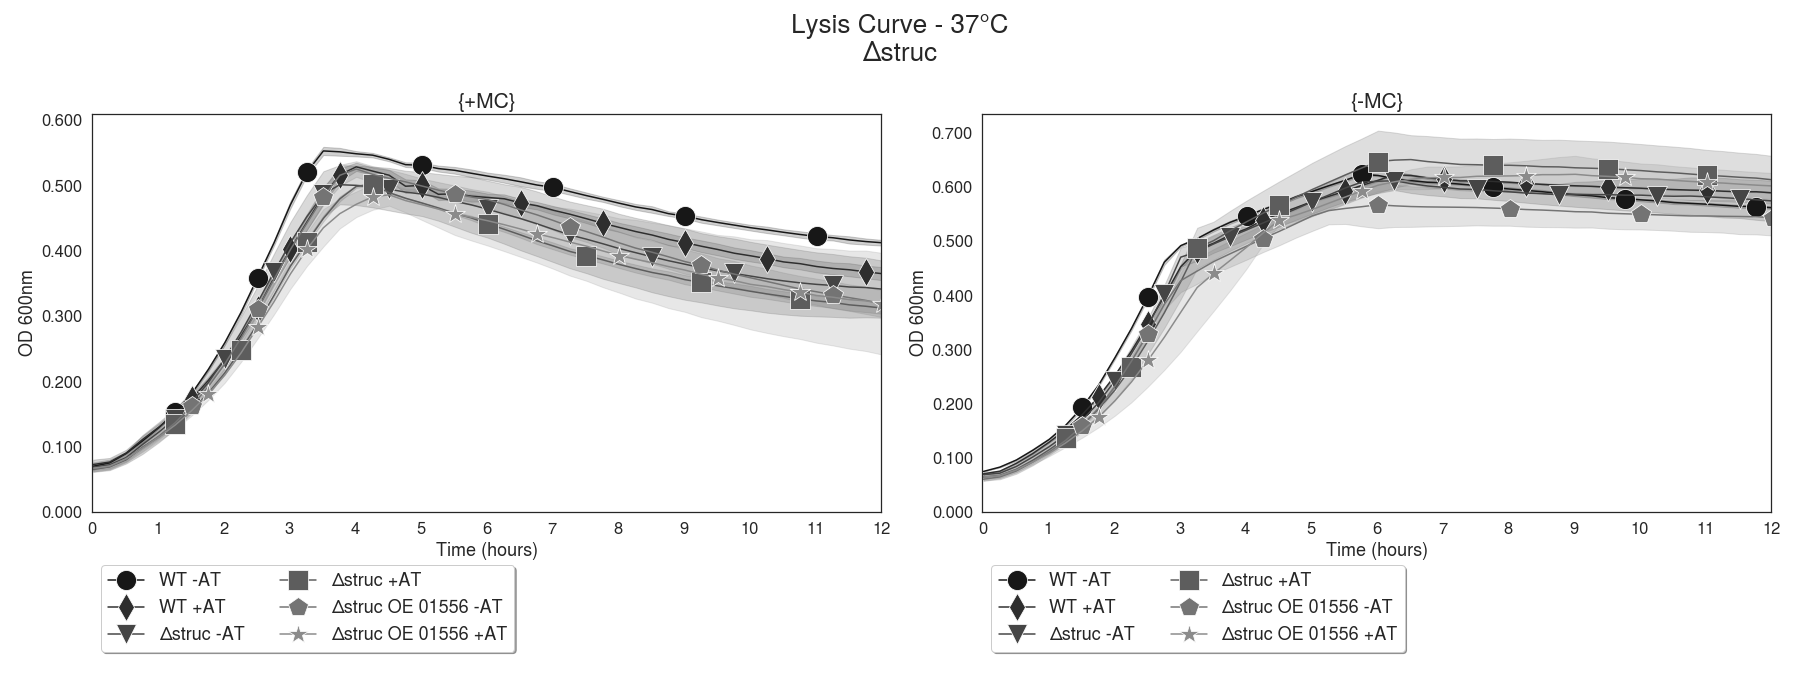 Lysis Curve - 37°C
Δstruc
{+MC}
0.600
0.500
0.400
0.300
0.200
0.100
0.000
OD 600nm
0 1 2 3 4 5 6 7 8 9 10 11 12
Time (hours)
WT -AT
WT +AT
Δstruc -AT
Δstruc +AT
Δstruc OE 01556 -AT
Δstruc OE 01556 +AT
{-MC}
0.700
0.600
0.500
0.400
0.300
0.200
0.100
0.000
OD 600nm
0 1 2 3 4 5 6 7 8 9 10 11 12
Time (hours)
WT -AT
WT +AT
Δstruc -AT
Δstruc +AT
Δstruc OE 01556 -AT
Δstruc OE 01556 +AT